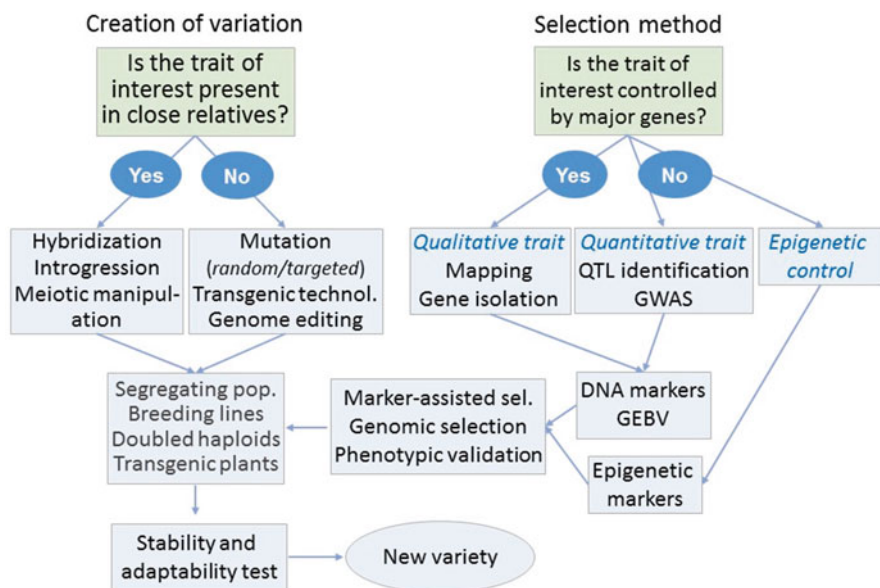 Creation of variation
Is the trait of
interest present
in close relatives?
Yes
No
Hybridization
Introgression
Meiotic manipul-
ation
Mutation
(random/targeted)
Transgenic technol.
Genome editing
Segregating pop.
Breeding lines
Doubled haploids
Transgenic plants
Stability and
adaptability test
New variety
Selection method
Is the trait of
interest controlled
by major genes?
Yes
No
Qualitative trait
Mapping
Gene isolation
Quantitative trait
QTL identification
GWAS
Epigenetic
control
DNA markers
GEBV
Epigenetic
markers
Marker-assisted sel.
Genomic selection
Phenotypic validation